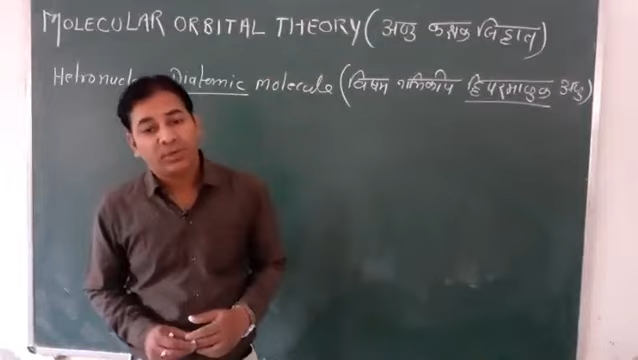 MOLECULAR ORBITAL THEORY (अणु कक्षक सिद्धांत)
Diatomic molecule (विषम नाभिकीय द्विपरमाणुक अणु)